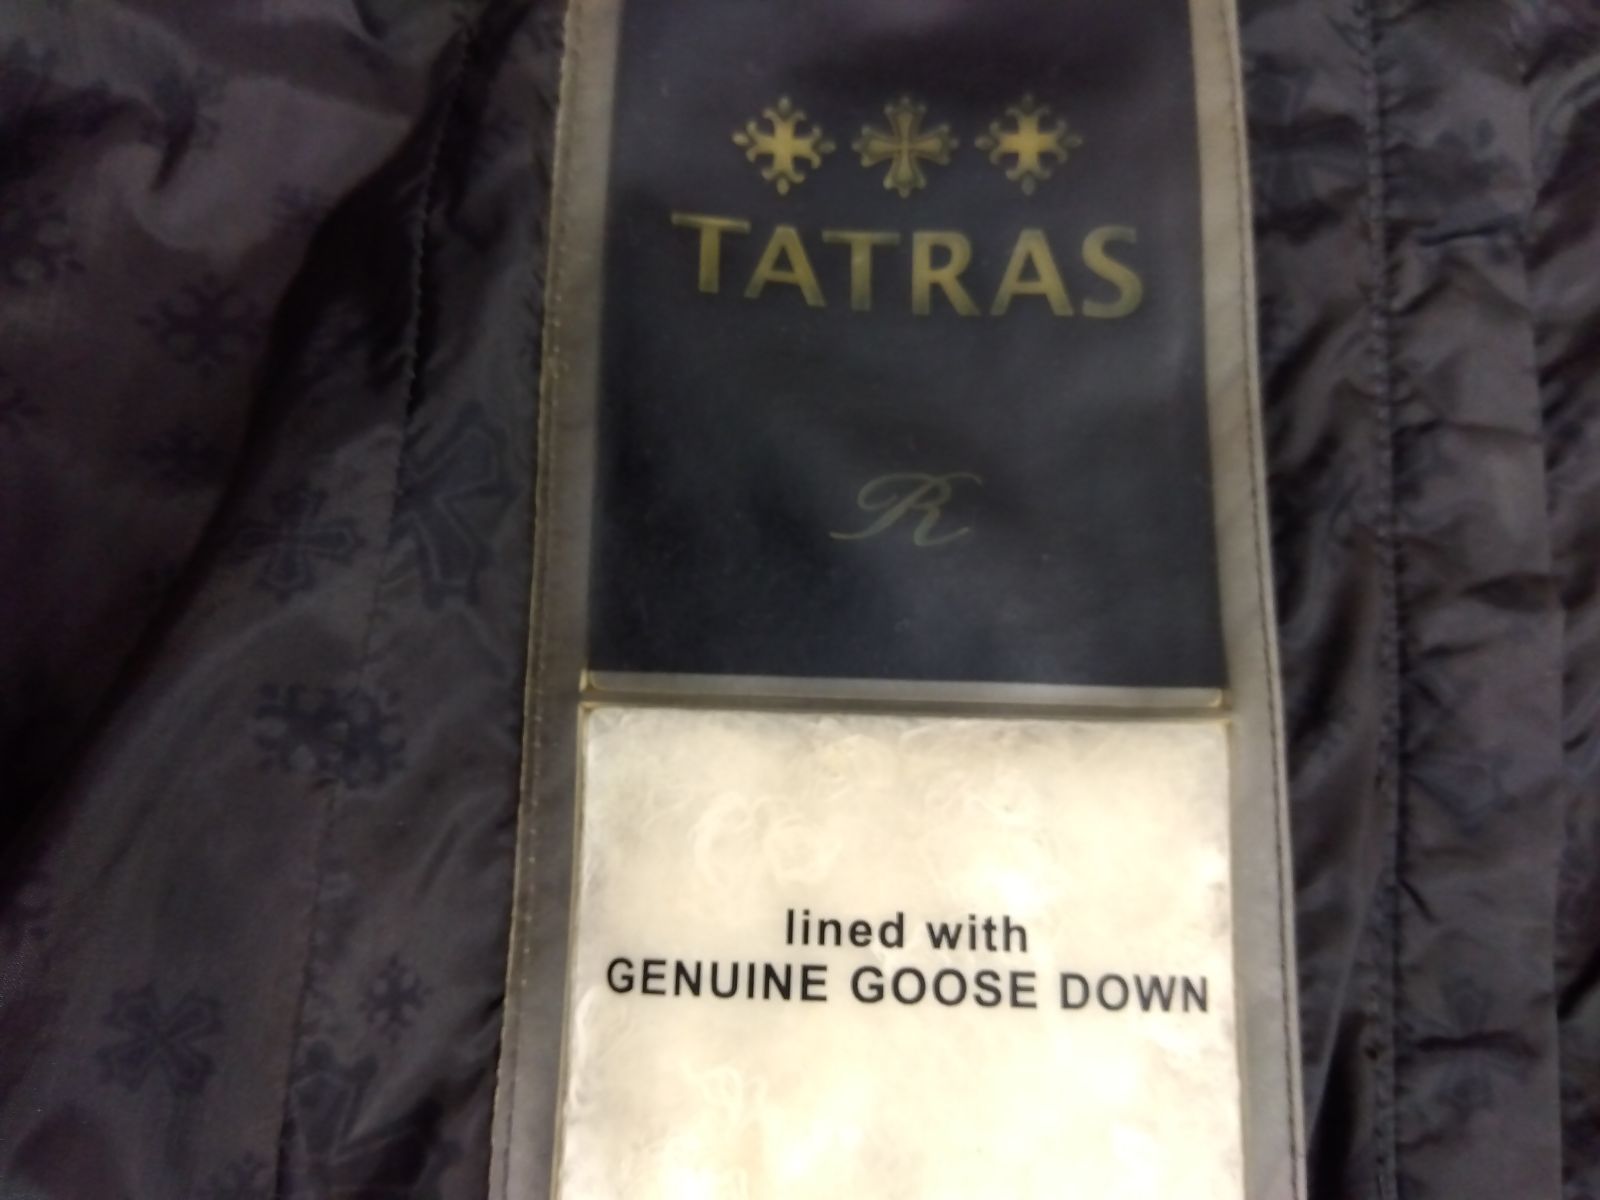 TATRAS
R
lined with
GENUINE GOOSE DOWN